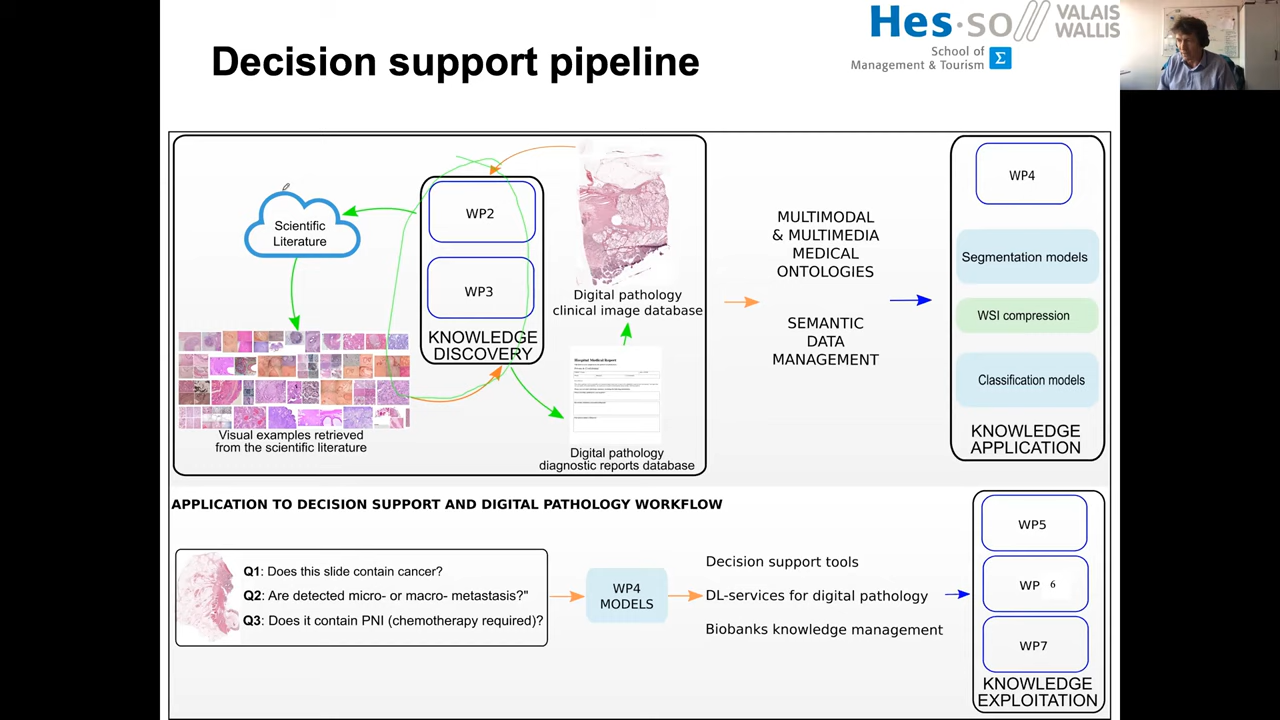 Decision support pipeline
Hes·so VALAIS
WALLIS
School of
Management & Tourism
Σ
Scientific
Literature
WP2
WP3
KNOWLEDGE
DISCOVERY
Digital pathology
clinical image database
Hospital Medical Report
Visual examples retrieved
from the scientific literature
Digital pathology
diagnostic reports database
MULTIMODAL
& MULTIMEDIA
MEDICAL
ONTOLOGIES
SEMANTIC
DATA
MANAGEMENT
WP4
Segmentation models
WSI compression
Classification models
KNOWLEDGE
APPLICATION
APPLICATION TO DECISION SUPPORT AND DIGITAL PATHOLOGY WORKFLOW
Q1: Does this slide contain cancer?
Q2: Are detected micro- or macro- metastasis?"
Q3: Does it contain PNI (chemotherapy required)?
WP4
MODELS
Decision support tools
DL-services for digital pathology
Biobanks knowledge management
WP5
WP 6
WP7
KNOWLEDGE
EXPLOITATION